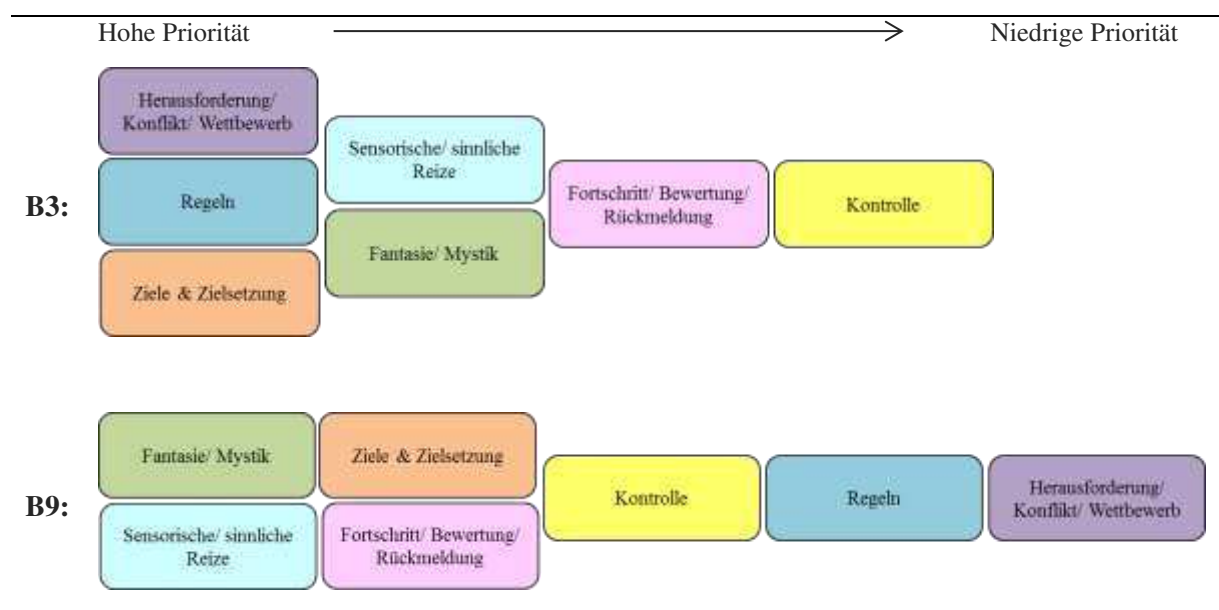 Hohe Priorität
Niedrige Priorität
B3:
Herausforderung/
Konflikt/ Wettbewerb
Regeln
Ziele & Zielsetzung
Sensorische/ sinnliche
Reize
Fantasie/ Mystik
Fortschritt/ Bewertung/
Rückmeldung
Kontrolle
B9:
Fantasie/ Mystik
Sensorische/ sinnliche
Reize
Ziele & Zielsetzung
Fortschritt/ Bewertung/
Rückmeldung
Kontrolle
Regeln
Herausforderung/
Konflikt/ Wettbewerb